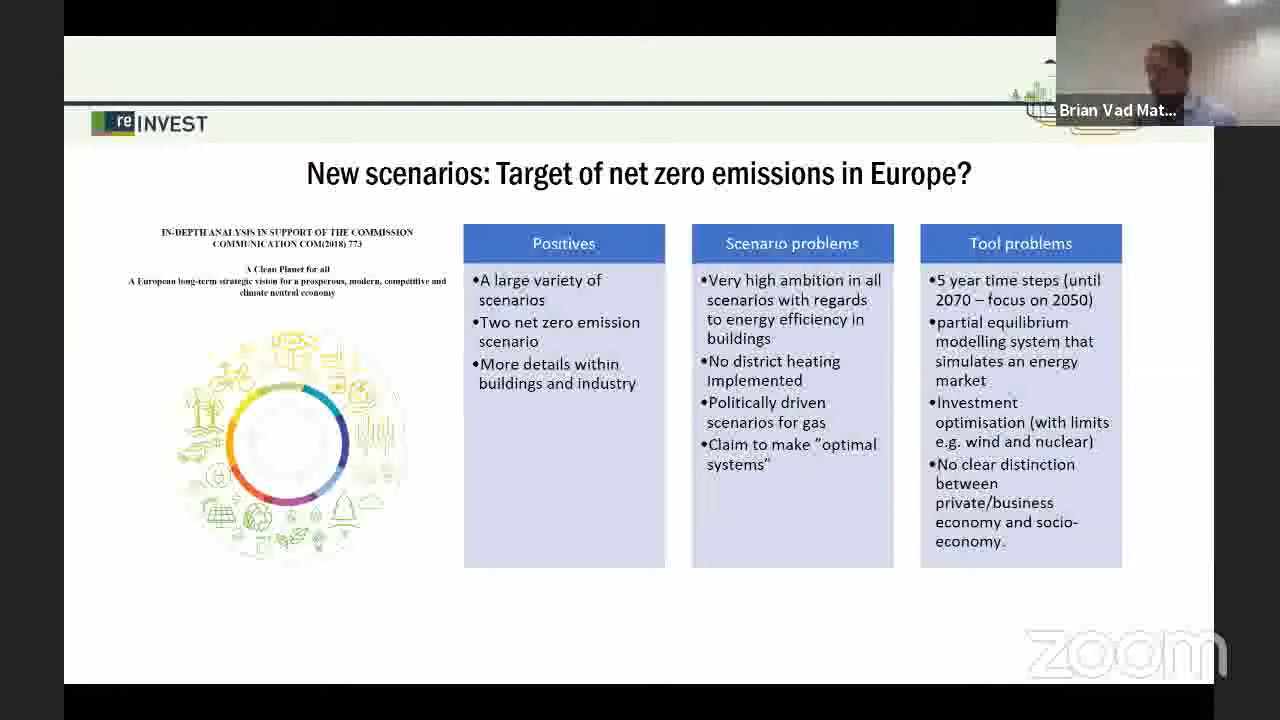 Brian Vad Mat...
re INVEST
New scenarios: Target of net zero emissions in Europe?
IN-DEPTH ANALYSIS IN SUPPORT OF THE COMMISSION
COMMUNICATION COM(2018) 773
A Clean Planet for all
A European long-term strategic vision for a prosperous, modern, competitive and
climate neutral economy
Positives
•A large variety of
scenarios
•Two net zero emission
scenario
•More details within
buildings and industry
Scenario problems
•Very high ambition in all
scenarios with regards
to energy efficiency in
buildings
•No district heating
Implemented
•Politically driven
scenarios for gas
•Claim to make ”optimal
systems”
Tool problems
•5 year time steps (until
2070 – focus on 2050)
•partial equilibrium
modelling system that
simulates an energy
market
•Investment
optimisation (with limits
e.g. wind and nuclear)
•No clear distinction
between
private/business
economy and socio-
economy.
zoom